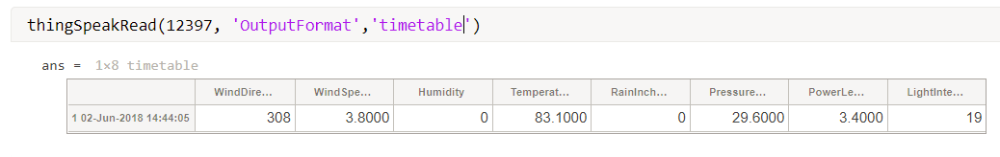 thingSpeakRead(12397, 'OutputFormat','timetable')
ans = 1×8 timetable
WindDire... WindSpe... Humidity Temperat... RainInch... Pressure... PowerLe... LightInte...
1 02-Jun-2018 14:44:05 308 3.8000 0 83.1000 0 29.6000 3.4000 19